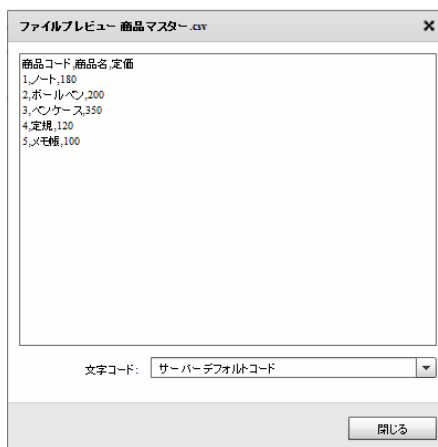 ファイルプレビュー 商品マスター.csv
商品コード,商品名,定価
1,ノート,180
2,ボールペン,200
3,ペンケース,350
4,定規,120
5,メモ帳,100
文字コード: サーバーデフォルトコード
閉じる